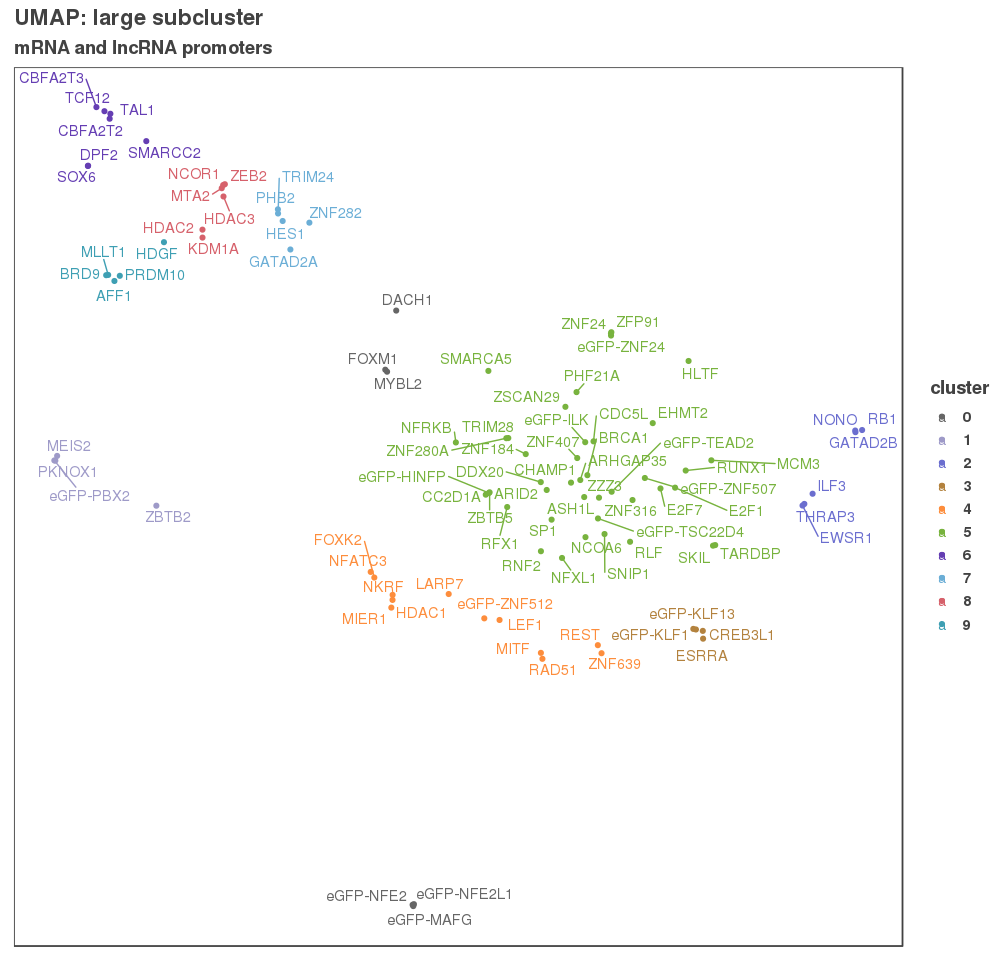 UMAP: large subcluster
mRNA and lncRNA promoters
CBFA2T3
TCF12
TAL1
CBFA2T2
DPF2
SMARCC2
SOX6
NCOR1
ZEB2
TRIM24
MTA2
PHB2
ZNF282
HDAC3
HDAC2
HES1
MLLT1
HDGF
KDM1A
GATAD2A
BRD9
PRDM10
AFF1
DACH1
ZNF24
ZFP91
eGFP-ZNF24
FOXM1
SMARCA5
MYBL2
PHF21A
HLTF
ZSCAN29
eGFP-ILK
CDC5L
EHMT2
NONO
RB1
NFRKB
TRIM28
ZNF407
BRCA1
eGFP-TEAD2
GATAD2B
MEIS2
ZNF280A
ZNF184
ARHGAP35
RUNX1
MCM3
PKNOX1
eGFP-HINFP
DDX20
CHAMP1
ZZZ3
eGFP-ZNF507
ILF3
eGFP-PBX2
CC2D1A
ARID2
ASH1L
ZNF316
E2F7
E2F1
ZBTB2
ZBTB5
SP1
eGFP-TSC22D4
THRAP3
FOXK2
RFX1
NCOA6
RLF
SKIL
TARDBP
EWSR1
NFATC3
RNF2
NFXL1
SNIP1
NKRF
LARP7
MIER1
HDAC1
eGFP-ZNF512
LEF1
eGFP-KLF13
MITF
REST
eGFP-KLF1
CREB3L1
RAD51
ZNF639
ESRRA
eGFP-NFE2
eGFP-NFE2L1
eGFP-MAFG
cluster
a 0
a 1
a 2
a 3
a 4
a 5
a 6
a 7
a 8
a 9